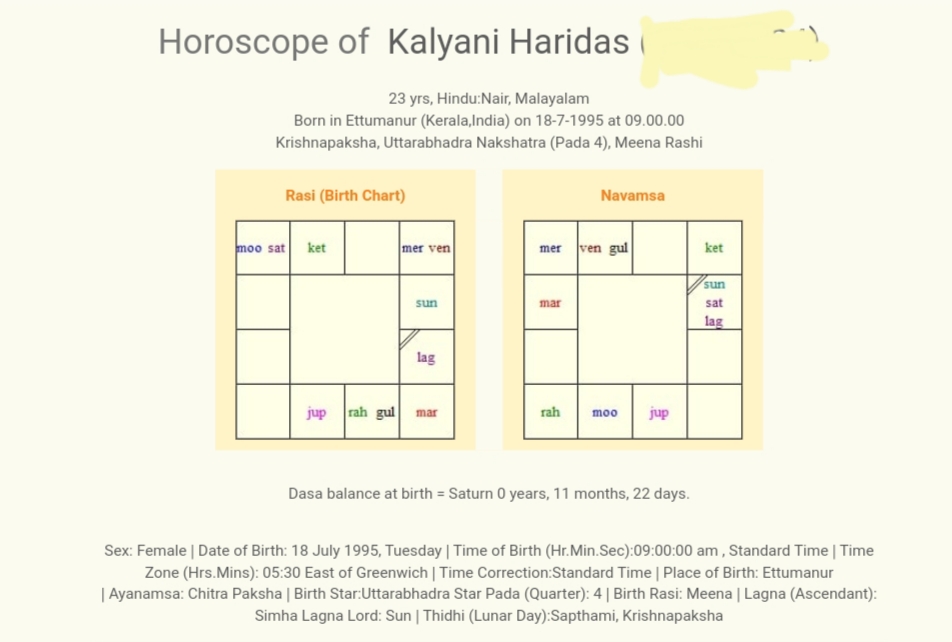 Horoscope of Kalyani Haridas
23 yrs, Hindu:Nair, Malayalam
Born in Ettumanur (Kerala,India) on 18-7-1995 at 09.00.00
Krishnapaksha, Uttarabhadra Nakshatra (Pada 4), Meena Rashi
Rasi (Birth Chart)
moo sat ket mer ven
sun
lag
jup rah gul mar
Navamsa
mer ven gul ket
mar sun
sat
lag
rah moo jup
Dasa balance at birth = Saturn 0 years, 11 months, 22 days.
Sex: Female | Date of Birth: 18 July 1995, Tuesday | Time of Birth (Hr.Min.Sec):09:00:00 am , Standard Time | Time
Zone (Hrs.Mins): 05:30 East of Greenwich | Time Correction:Standard Time | Place of Birth: Ettumanur
| Ayanamsa: Chitra Paksha | Birth Star:Uttarabhadra Star Pada (Quarter): 4 | Birth Rasi: Meena | Lagna (Ascendant):
Simha Lagna Lord: Sun | Thidhi (Lunar Day):Sapthami, Krishnapaksha